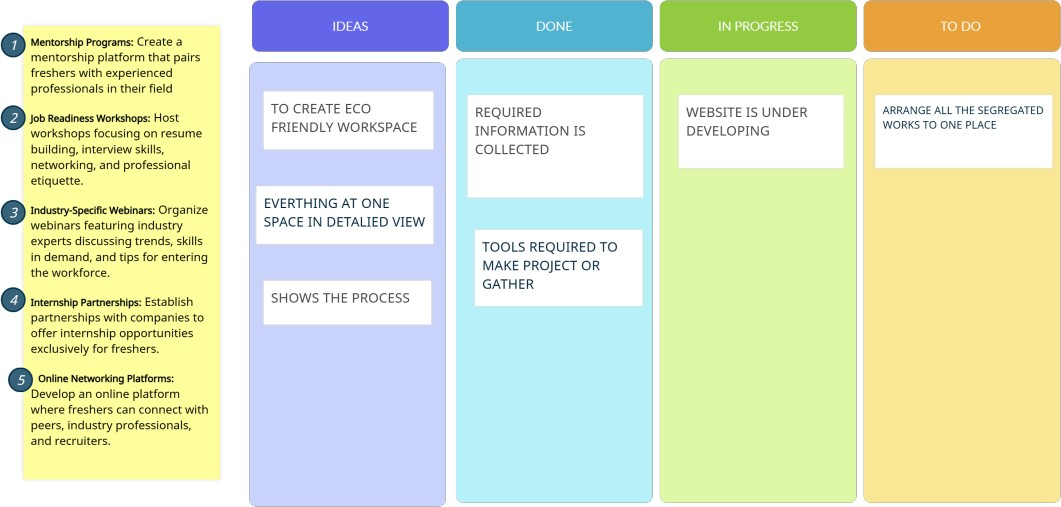 1
Mentorship Programs: Create a
mentorship platform that pairs
freshers with experienced
professionals in their field
2
Job Readiness Workshops: Host
workshops focusing on resume
building, interview skills,
networking, and professional
etiquette.
3
Industry-Specific Webinars: Organize
webinars featuring industry
experts discussing trends, skills
in demand, and tips for entering
the workforce.
4
Internship Partnerships: Establish
partnerships with companies to
offer internship opportunities
exclusively for freshers.
5
Online Networking Platforms:
Develop an online platform
where freshers can connect with
peers, industry professionals,
and recruiters.
IDEAS
TO CREATE ECO
FRIENDLY WORKSPACE
EVERTHING AT ONE
SPACE IN DETALIED VIEW
SHOWS THE PROCESS
DONE
REQUIRED
INFORMATION IS
COLLECTED
TOOLS REQUIRED TO
MAKE PROJECT OR
GATHER
IN PROGRESS
WEBSITE IS UNDER
DEVELOPING
TO DO
ARRANGE ALL THE SEGREGATED
WORKS TO ONE PLACE